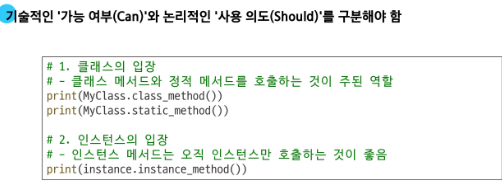 기술적인 '가능 여부(Can)'와 논리적인 '사용 의도(Should)'를 구분해야 함
# 1. 클래스의 입장
# - 클래스 메서드와 정적 메서드를 호출하는 것이 주된 역할
print(MyClass.class_method())
print(MyClass.static_method())
# 2. 인스턴스의 입장
# - 인스턴스 메서드는 오직 인스턴스만 호출하는 것이 좋음
print(instance.instance_method())